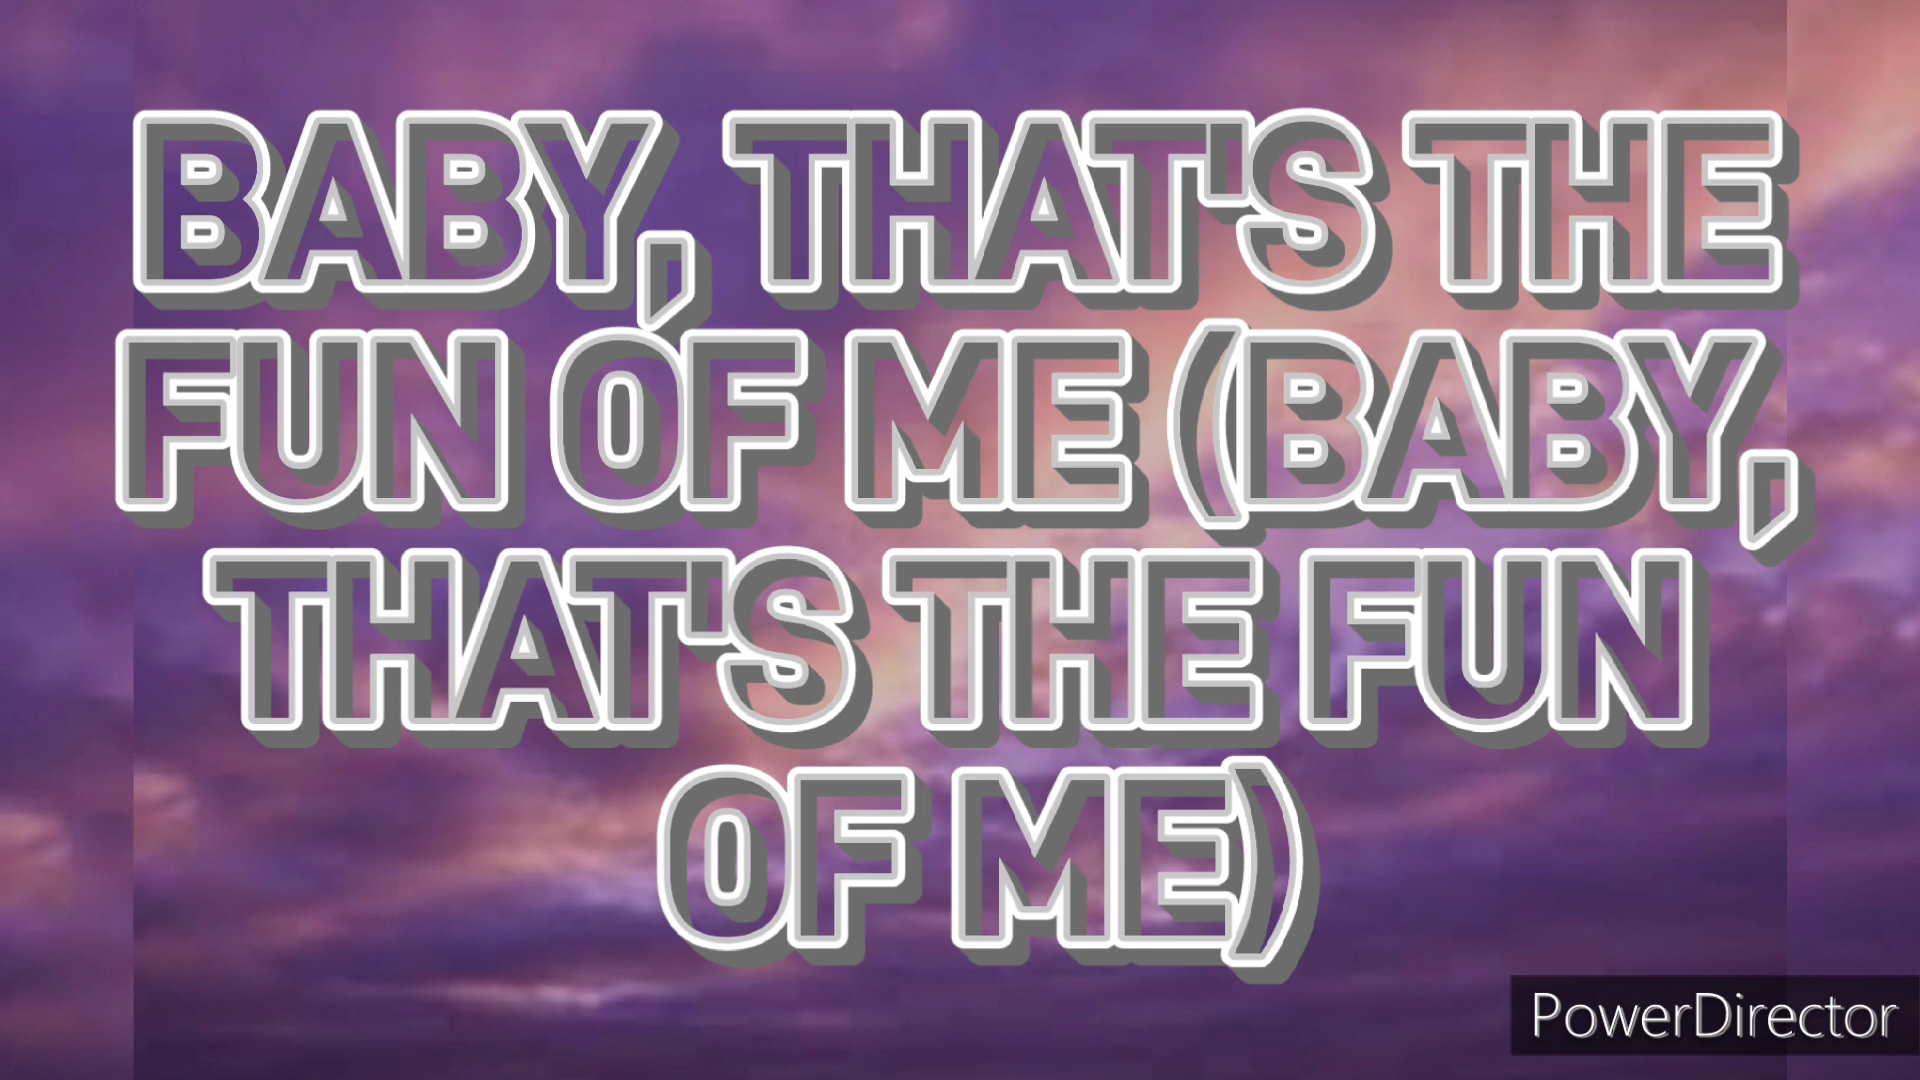 BABY, THAT'S THE
FUN OF ME (BABY,
THAT'S THE FUN
OF ME)
PowerDirector